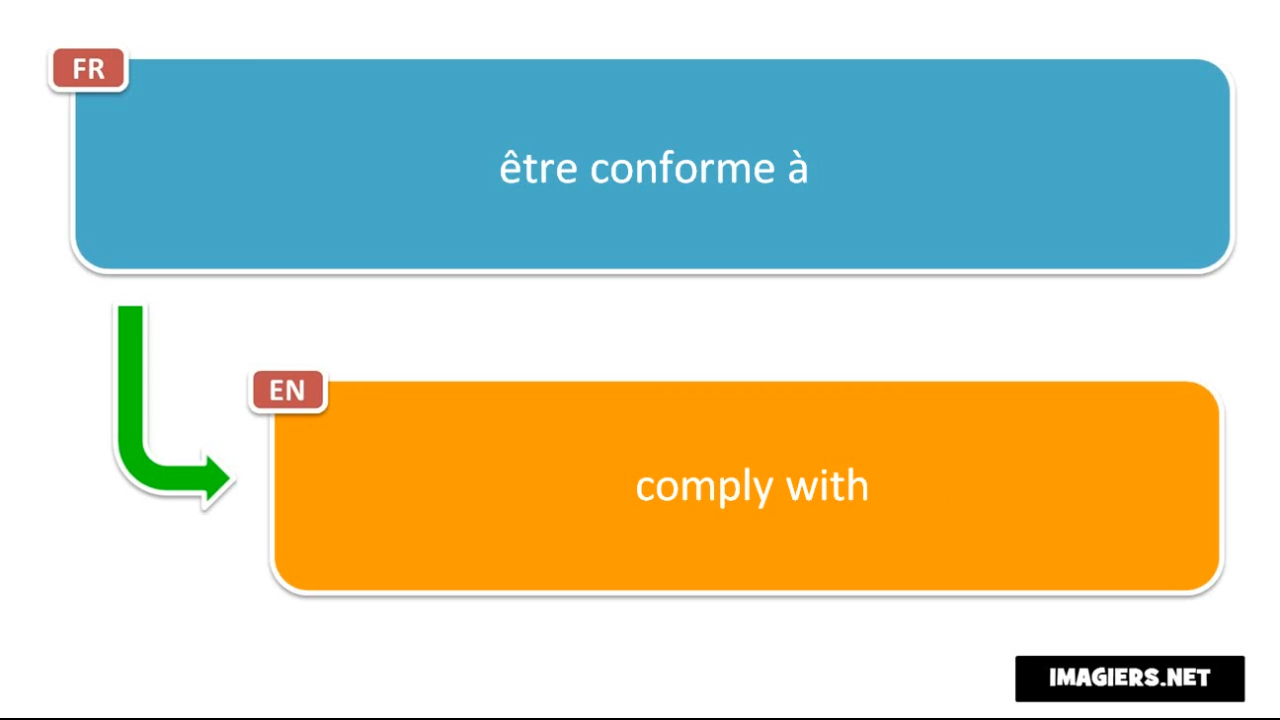 FR
être conforme à
EN
comply with
IMAGIERS.NET